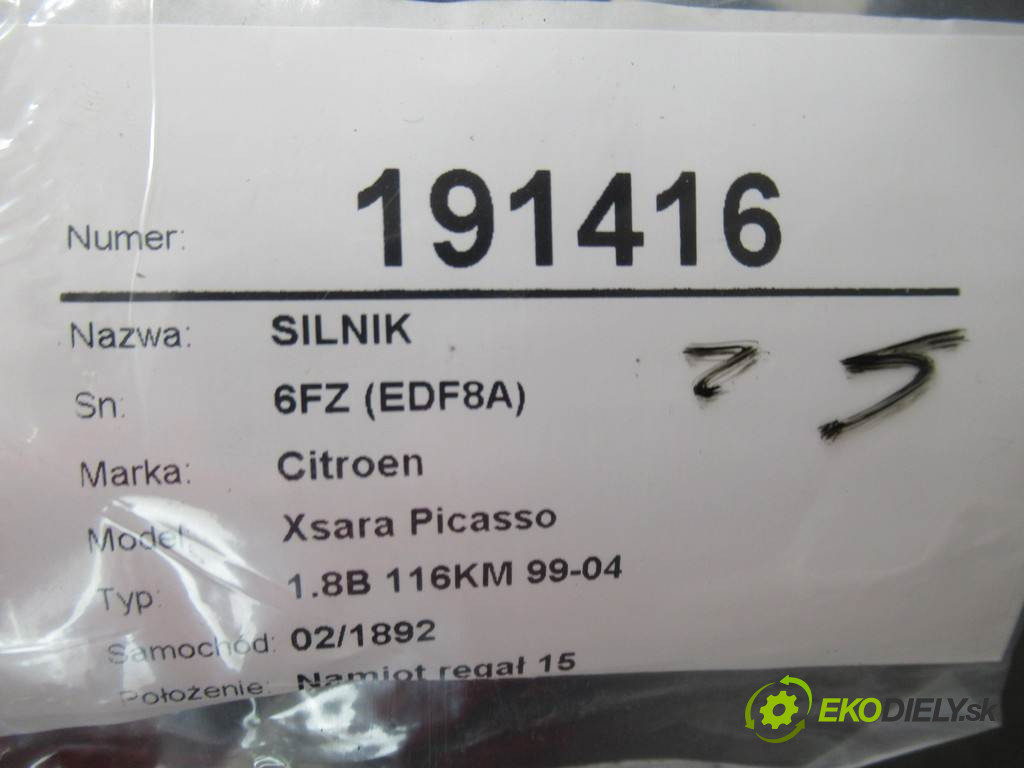 Numer: 191416
Nazwa: SILNIK
Sn: 6FZ (EDF8A)
Marka: Citroen
Model: Xsara Picasso
Typ: 1.8B 116KM 99-04
Samochód: 02/1892
Położenie: Namiot regał 15
EKODIELY.sk